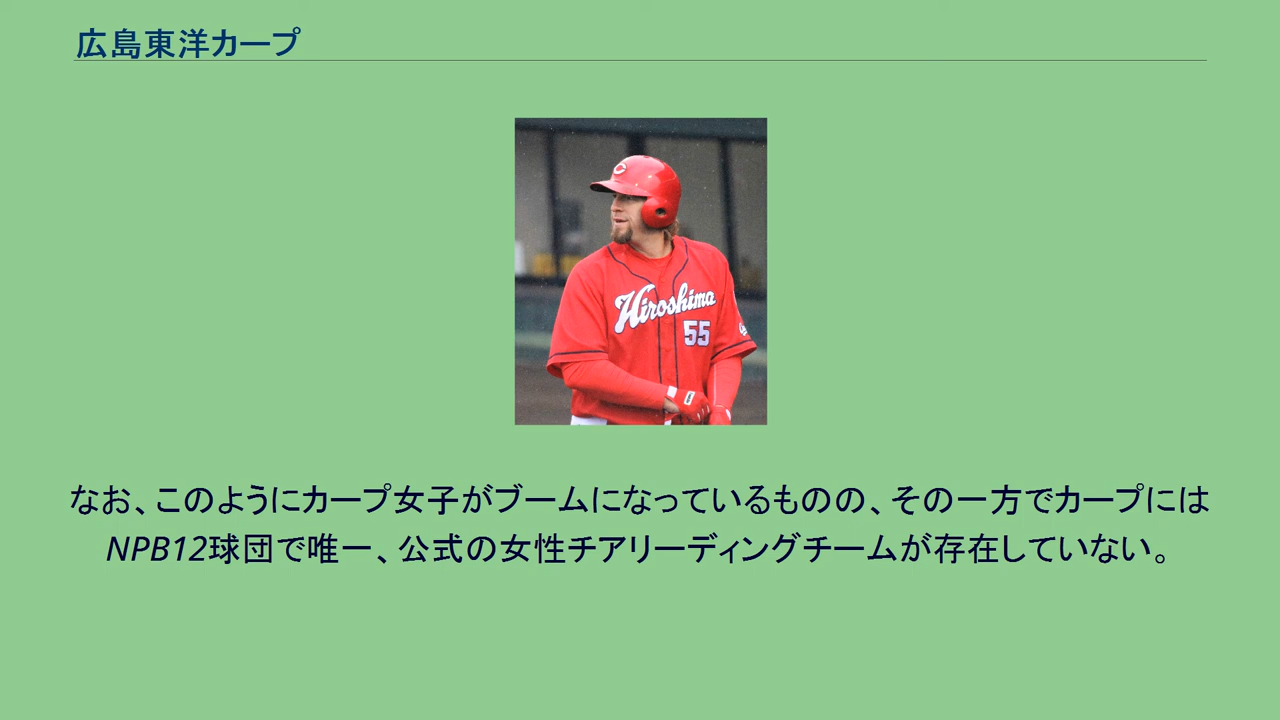 広島東洋カープ
C
Hiroshima
55
なお、このようにカープ女子がブームになっているものの、その一方でカープには
NPB12球団で唯一、公式の女性チアリーディングチームが存在していない。